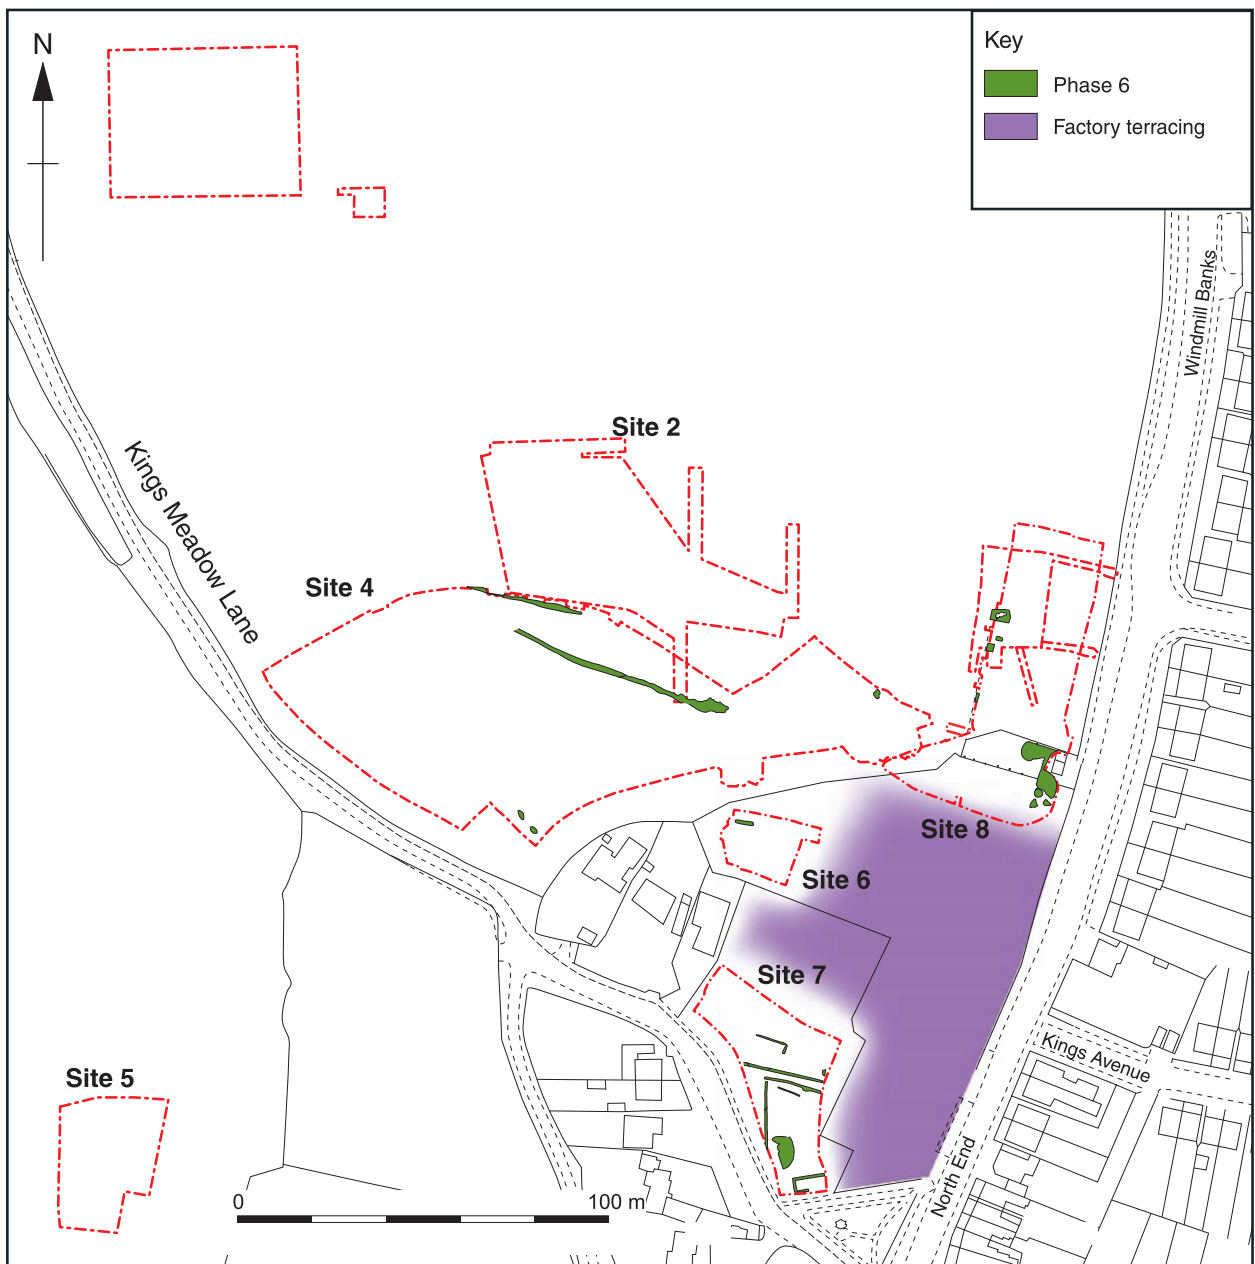 N
Key
Phase 6
Factory terracing
Windmill Banks
Site 2
Kings Meadow Lane
Site 4
Site 8
Site 6
Site 7
Kings Avenue
Site 5
North End
0 100 m